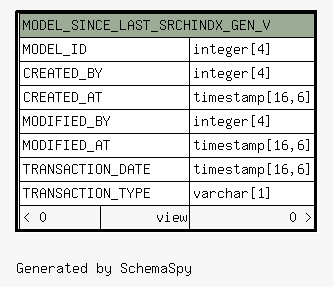 MODEL_SINCE_LAST_SRCHINDX_GEN_V
MODEL_ID integer[4]
CREATED_BY integer[4]
CREATED_AT timestamp[16,6]
MODIFIED_BY integer[4]
MODIFIED_AT timestamp[16,6]
TRANSACTION_DATE timestamp[16,6]
TRANSACTION_TYPE varchar[1]
< 0 view 0 >
Generated by SchemaSpy